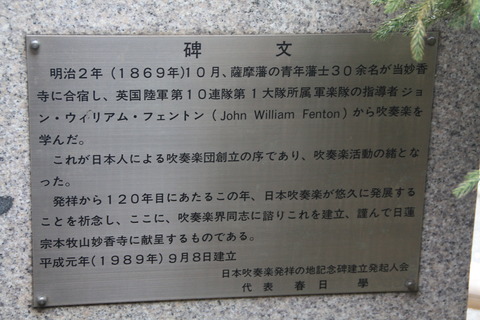 碑文
明治2年(1869年)10月、薩摩藩の青年藩士30余名が当妙香
寺に合宿し、英国陸軍第10連隊第1大隊所属軍楽隊の指導者ジョ
ン・ウィリアム・フェントン(John William Fenton)から吹奏楽を
学んだ。
これが日本人による吹奏楽団創立の序であり、吹奏楽活動の緒とな
った。
発祥から120年目にあたるこの年、日本吹奏楽が悠久に発展する
ことを祈念し、ここに、吹奏楽界同志に諮りこれを建立、謹んで日蓮
宗本牧山妙香寺に献呈するものである。
平成元年(1989年)9月8日建立
日本吹奏楽発祥の地記念碑建立発起人会
代表 春日 學